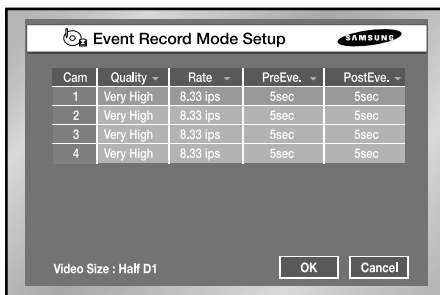 Event Record Mode Setup SAMSUNG
Cam Quality Rate PreEve. PostEve.
1 Very High 8.33 ips 5sec 5sec
2 Very High 8.33 ips 5sec 5sec
3 Very High 8.33 ips 5sec 5sec
4 Very High 8.33 ips 5sec 5sec
Video Size : Half D1 OK Cancel